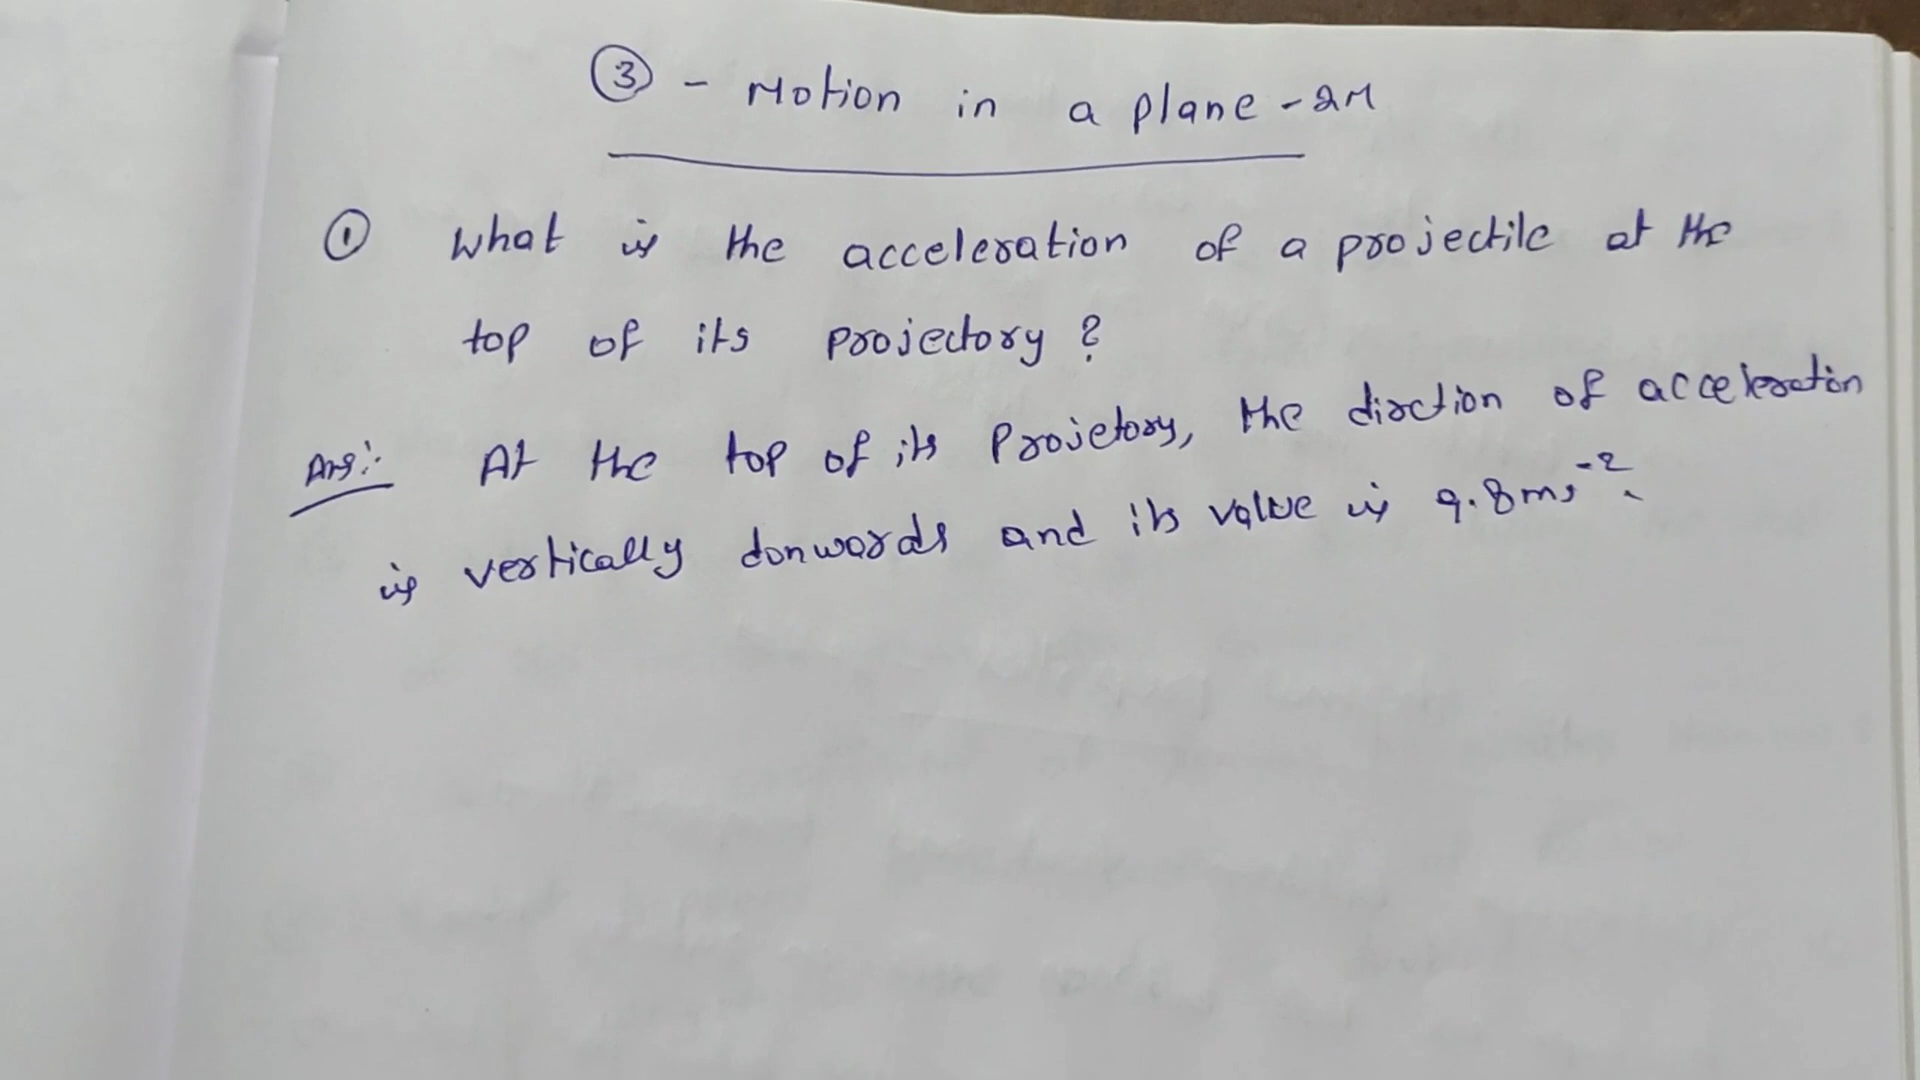 ③ - Motion in a plane - 2M
① what is the acceleration of a projectile at the
top of its projectory ?
Ans:- At the top of its Projetory, the dirction of acceleration
is vertically donwards and its value is 9.8ms⁻².